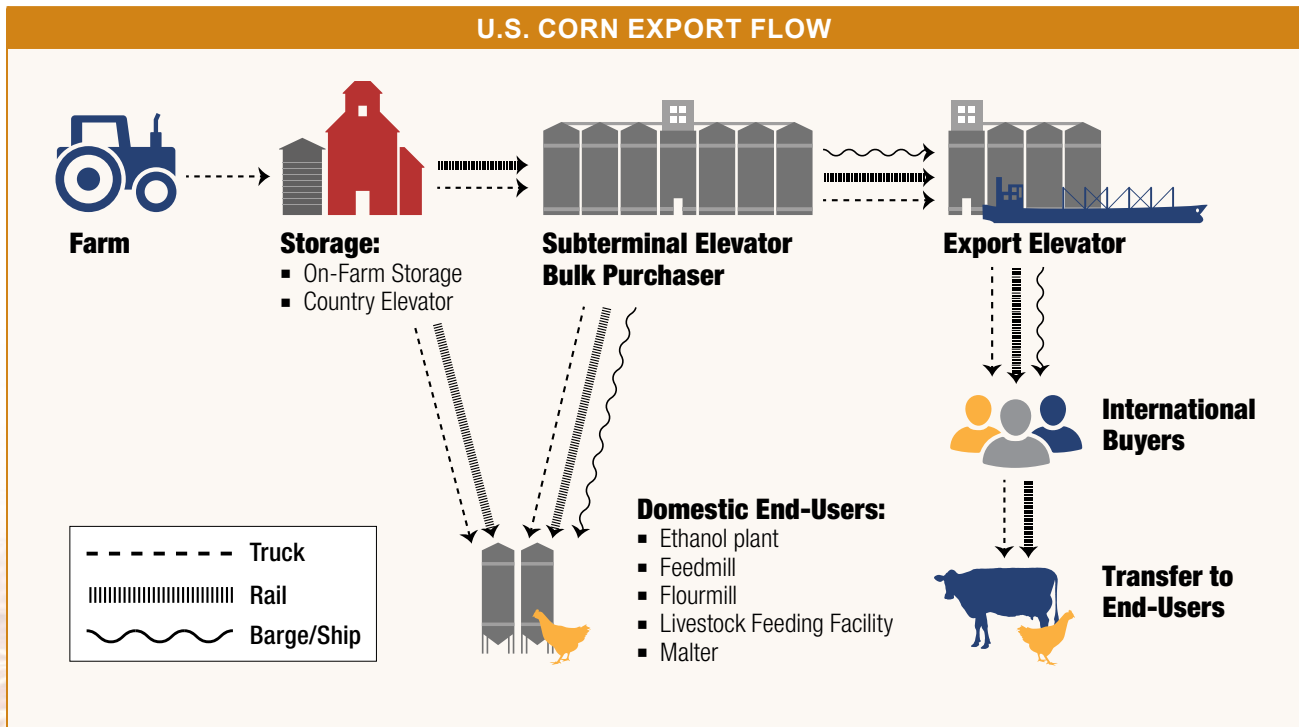 U.S. CORN EXPORT FLOW
Farm
Storage:
▪ On-Farm Storage
▪ Country Elevator
Subterminal Elevator
Bulk Purchaser
Export Elevator
International
Buyers
Domestic End-Users:
▪ Ethanol plant
▪ Feedmill
▪ Flourmill
▪ Livestock Feeding Facility
▪ Malter
Transfer to
End-Users
Truck
Rail
Barge/Ship